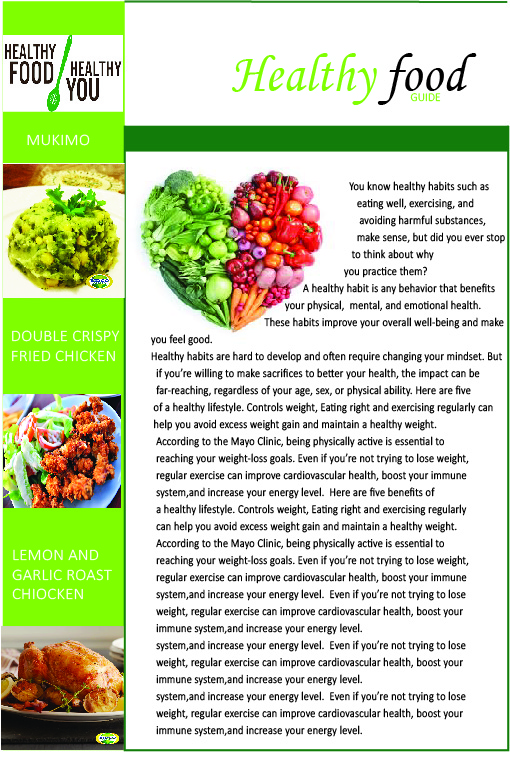 HEALTHY
FOOD
HEALTHY
YOU
Healthy food
GUIDE
MUKIMO
DOUBLE CRISPY
FRIED CHICKEN
LEMON AND
GARLIC ROAST
CHIOCKEN
You know healthy habits such as
eating well, exercising, and
avoiding harmful substances,
make sense, but did you ever stop
to think about why
you practice them?
A healthy habit is any behavior that benefits
your physical, mental, and emotional health.
These habits improve your overall well-being and make
you feel good.
Healthy habits are hard to develop and often require changing your mindset. But
if you're willing to make sacrifices to better your health, the impact can be
far-reaching, regardless of your age, sex, or physical ability. Here are five
of a healthy lifestyle. Controls weight, Eating right and exercising regularly can
help you avoid excess weight gain and maintain a healthy weight.
According to the Mayo Clinic, being physically active is essential to
reaching your weight-loss goals. Even if you're not trying to lose weight,
regular exercise can improve cardiovascular health, boost your immune
system,and increase your energy level. Here are five benefits of
a healthy lifestyle. Controls weight, Eating right and exercising regularly
can help you avoid excess weight gain and maintain a healthy weight.
According to the Mayo Clinic, being physically active is essential to
reaching your weight-loss goals. Even if you're not trying to lose weight,
regular exercise can improve cardiovascular health, boost your immune
system,and increase your energy level. Even if you're not trying to lose
weight, regular exercise can improve cardiovascular health, boost your
immune system,and increase your energy level.
system,and increase your energy level. Even if you're not trying to lose
weight, regular exercise can improve cardiovascular health, boost your
immune system,and increase your energy level.
system,and increase your energy level. Even if you're not trying to lose
weight, regular exercise can improve cardiovascular health, boost your
immune system,and increase your energy level.